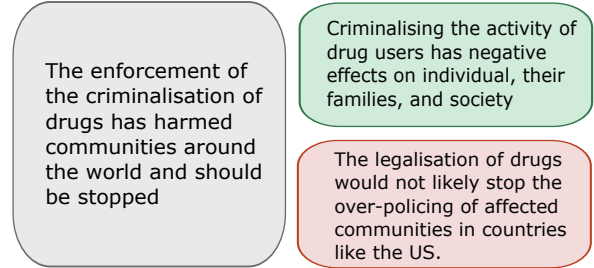 The enforcement of
the criminalisation of
drugs has harmed
communities around
the world and should
be stopped
Criminalising the activity of
drug users has negative
effects on individual, their
families, and society
The legalisation of drugs
would not likely stop the
over-policing of affected
communities in countries
like the US.